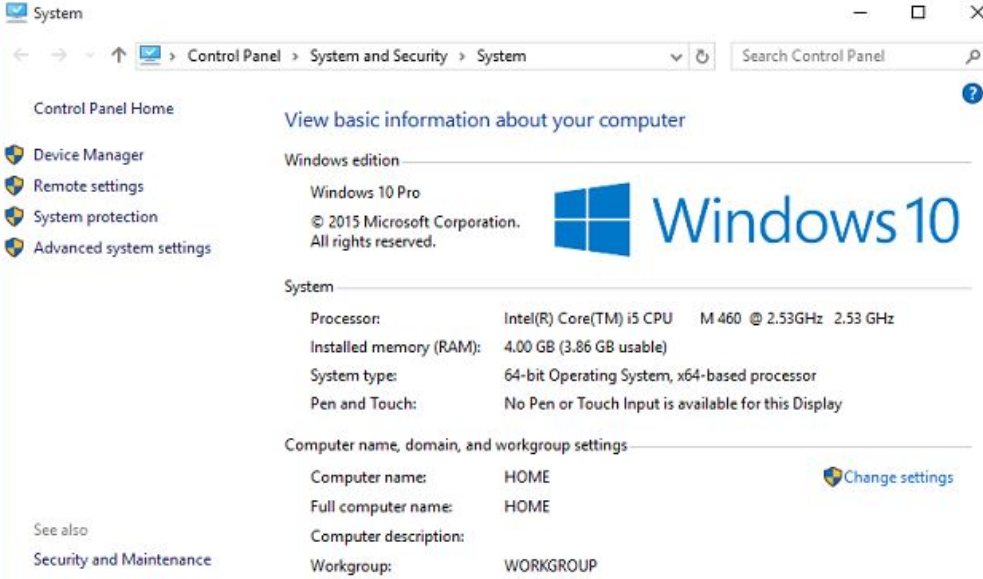 System
Control Panel > System and Security > System
Search Control Panel
Control Panel Home
Device Manager
Remote settings
System protection
Advanced system settings
See also
Security and Maintenance
?
View basic information about your computer
Windows edition
Windows 10 Pro
© 2015 Microsoft Corporation.
All rights reserved.
Windows 10
System
Processor: Intel(R) Core(TM) i5 CPU M 460 @ 2.53GHz 2.53 GHz
Installed memory (RAM): 4.00 GB (3.86 GB usable)
System type: 64-bit Operating System, x64-based processor
Pen and Touch: No Pen or Touch Input is available for this Display
Computer name, domain, and workgroup settings
Computer name: HOME Change settings
Full computer name: HOME
Computer description:
Workgroup: WORKGROUP